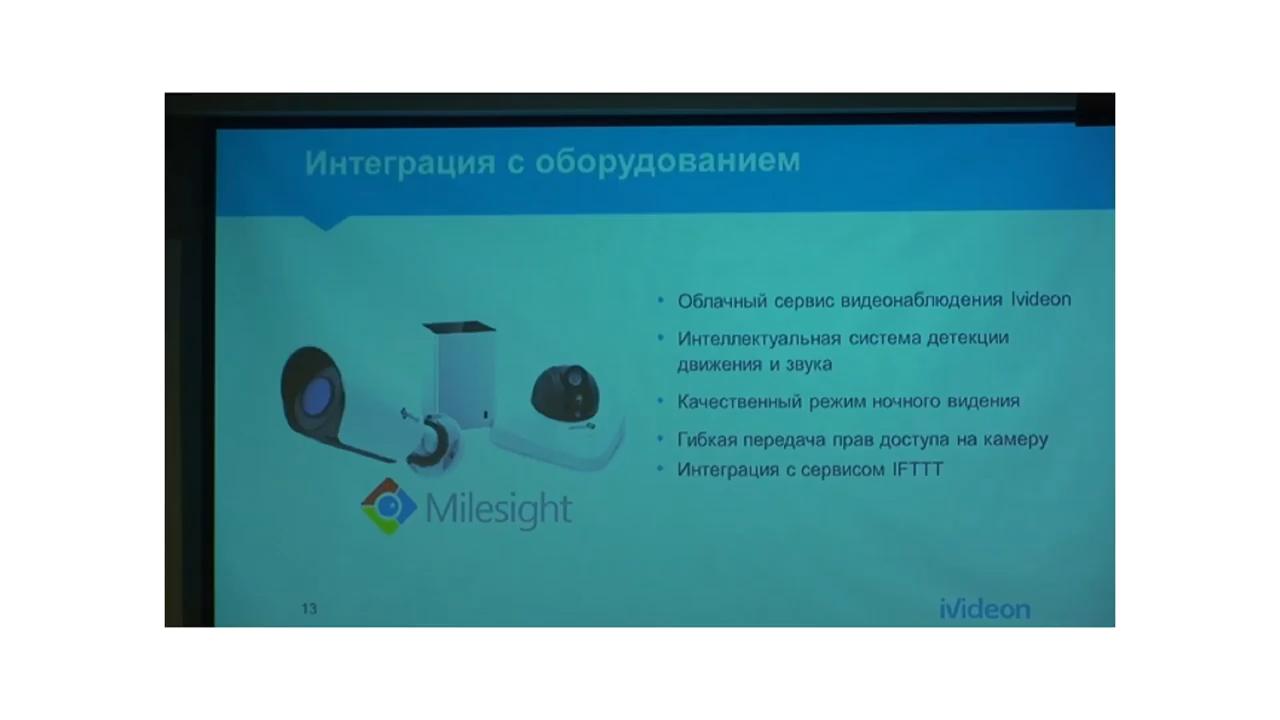 Интеграция с оборудованием
• Облачный сервис видеонаблюдения Ivideon
• Интеллектуальная система детекции
движения и звука
• Качественный режим ночного видения
• Гибкая передача прав доступа на камеру
• Интеграция с сервисом IFTTT
Milesight
13
iVideon